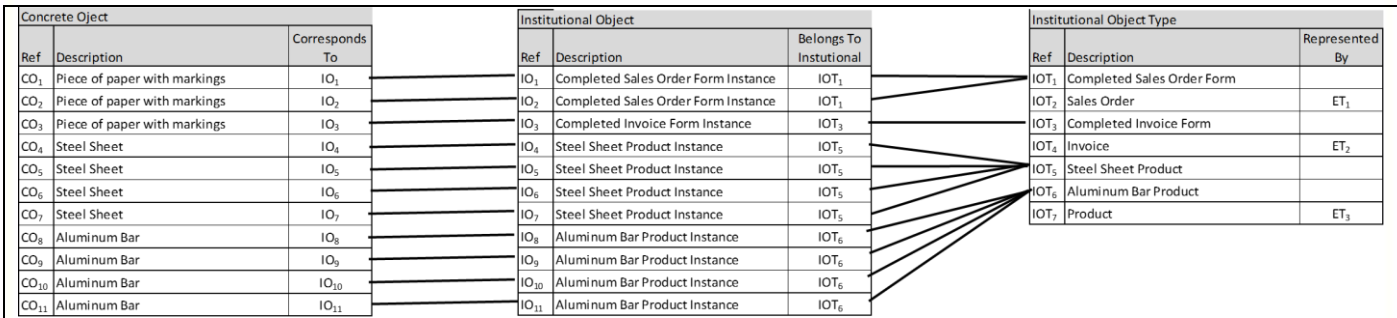 Concrete Oject
Ref Description Corresponds To
CO₁ Piece of paper with markings IO₁
CO₂ Piece of paper with markings IO₂
CO₃ Piece of paper with markings IO₃
CO₄ Steel Sheet IO₄
CO₅ Steel Sheet IO₅
CO₆ Steel Sheet IO₆
CO₇ Steel Sheet IO₇
CO₈ Aluminum Bar IO₈
CO₉ Aluminum Bar IO₉
CO₁₀ Aluminum Bar IO₁₀
CO₁₁ Aluminum Bar IO₁₁
Institutional Object
Ref Description Belongs To Instutional
IO₁ Completed Sales Order Form Instance IOT₁
IO₂ Completed Sales Order Form Instance IOT₁
IO₃ Completed Invoice Form Instance IOT₃
IO₄ Steel Sheet Product Instance IOT₅
IO₅ Steel Sheet Product Instance IOT₅
IO₆ Steel Sheet Product Instance IOT₅
IO₇ Steel Sheet Product Instance IOT₅
IO₈ Aluminum Bar Product Instance IOT₆
IO₉ Aluminum Bar Product Instance IOT₆
IO₁₀ Aluminum Bar Product Instance IOT₆
IO₁₁ Aluminum Bar Product Instance IOT₆
Institutional Object Type
Ref Description Represented By
IOT₁ Completed Sales Order Form
IOT₂ Sales Order ET₁
IOT₃ Completed Invoice Form
IOT₄ Invoice ET₂
IOT₅ Steel Sheet Product
IOT₆ Aluminum Bar Product
IOT₇ Product ET₃